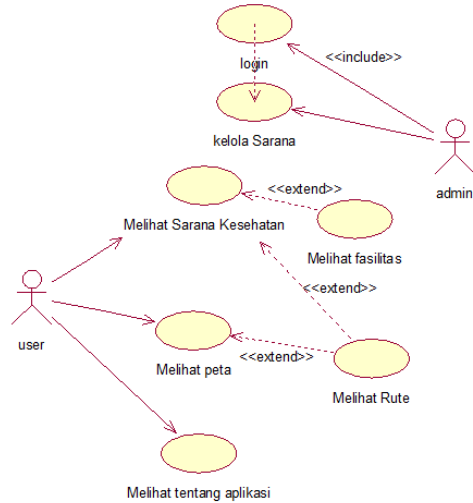 login
<<include>>
kelola Sarana
admin
<<extend>>
Melihat Sarana Kesehatan
Melihat fasilitas
<<extend>>
user
<<extend>>
Melihat peta
Melihat Rute
Melihat tentang aplikasi